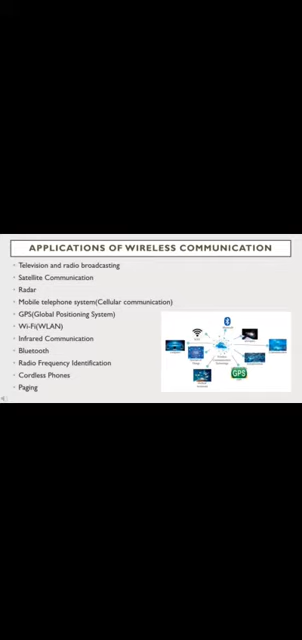 APPLICATIONS OF WIRELESS COMMUNICATION
Television and radio broadcasting
Satellite Communication
Radar
Mobile telephone system(Cellular communication)
GPS(Global Positioning System)
Wi-Fi(WLAN)
Infrared Communication
Bluetooth
Radio Frequency Identification
Cordless Phones
Paging
GPS